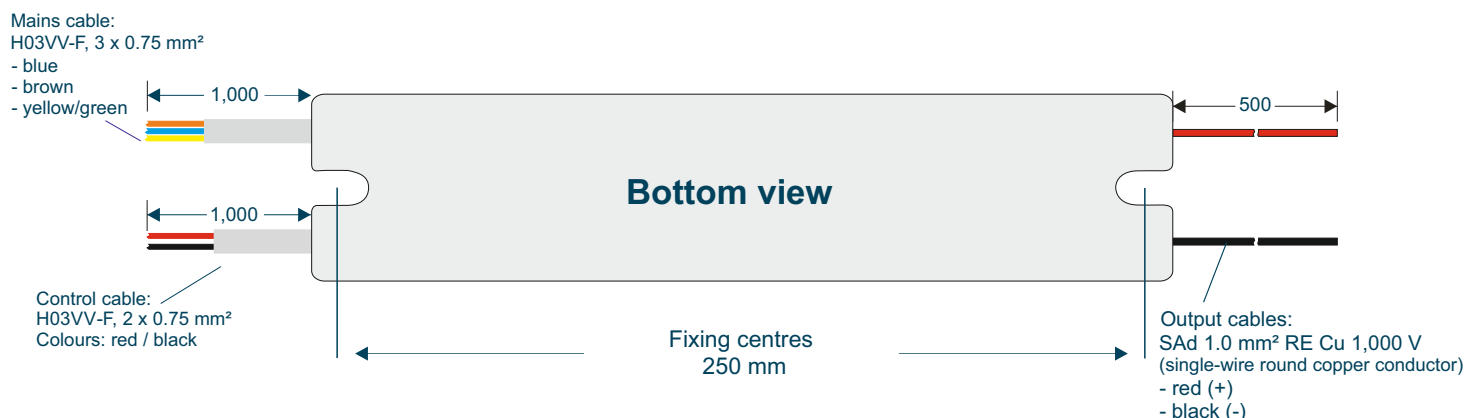 Mains cable:
H03VV-F, 3 x 0.75 mm²
- blue
- brown
- yellow/green
1,000
500
Bottom view
1,000
Control cable:
H03VV-F, 2 x 0.75 mm²
Colours: red / black
Fixing centres
250 mm
Output cables:
SAd 1.0 mm² RE Cu 1,000 V
(single-wire round copper conductor)
- red (+)
- black (-)